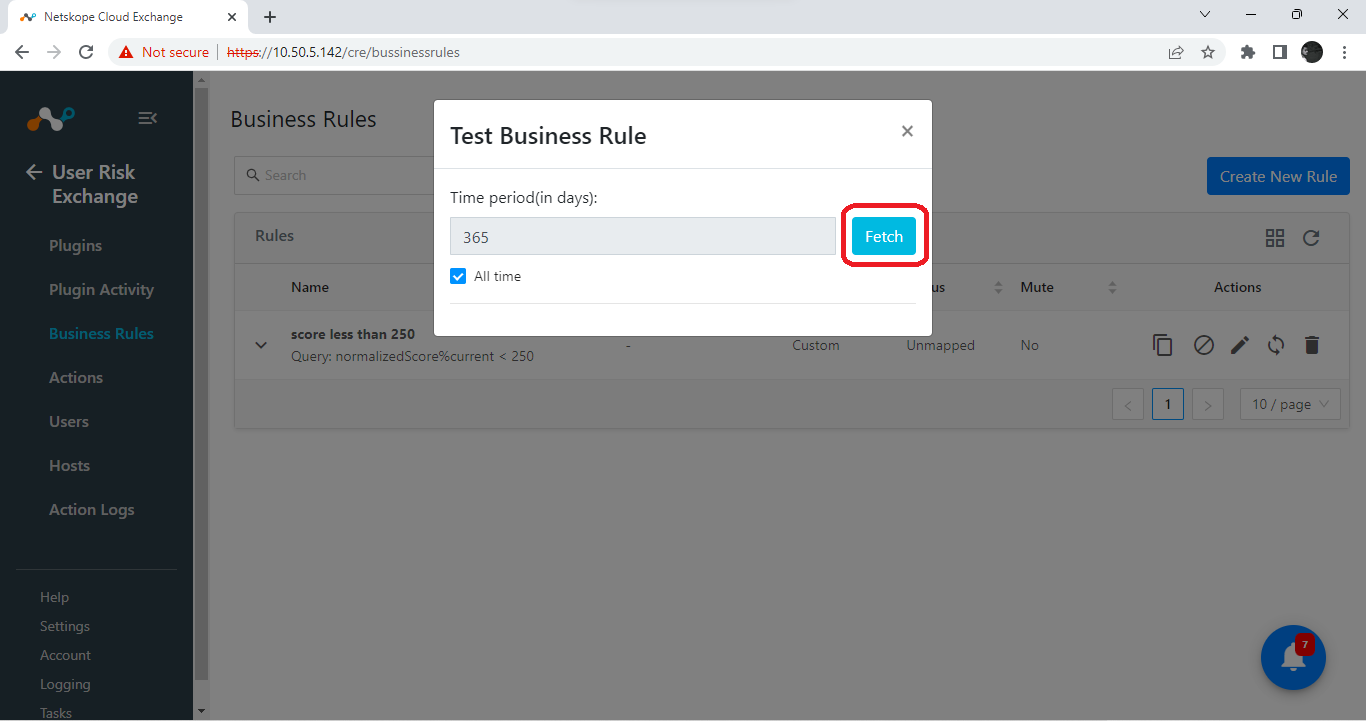 Netskope Cloud Exchange
Not secure
https://10.50.5.142/cre/bussinessrules
User Risk
Exchange
Plugins
Plugin Activity
Business Rules
Actions
Users
Hosts
Action Logs
Help
Settings
Account
Logging
Tasks
Business Rules
Search
Create New Rule
Rules
Name
us
Mute
Actions
score less than 250
Query: normalizedScore%current < 250
-
Custom
Unmapped
No
< 1 >
10 / page
Test Business Rule
Time period(in days):
365
Fetch
All time
7